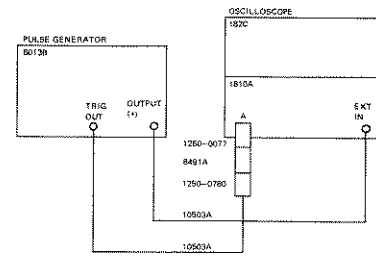 OSCILLOSCOPE
182C
PULSE GENERATOR
8013B
1810A
TRIG
OUT
OUTPUT
(+)
A
EXT
IN
1250-0077
8491A
1250-0780
10503A
10503A